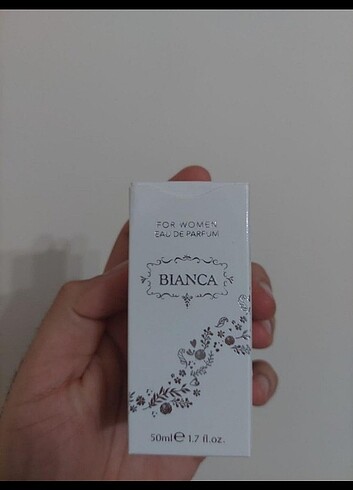 FOR WOMEN
EAU DE PARFUM
BIANCA
50ml e 1.7 fl.oz.